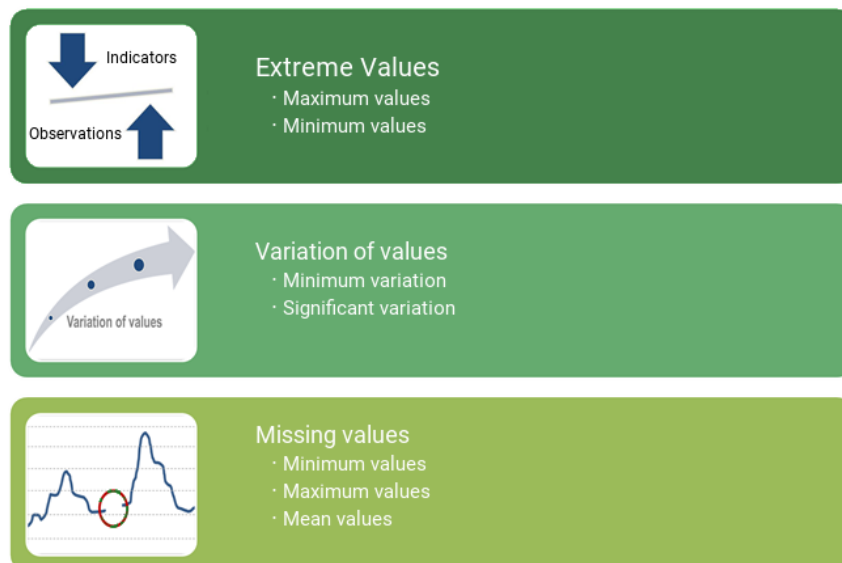 Indicators
Observations
Extreme Values
· Maximum values
· Minimum values
Variation of values
Variation of values
· Minimum variation
· Significant variation
Missing values
· Minimum values
· Maximum values
· Mean values